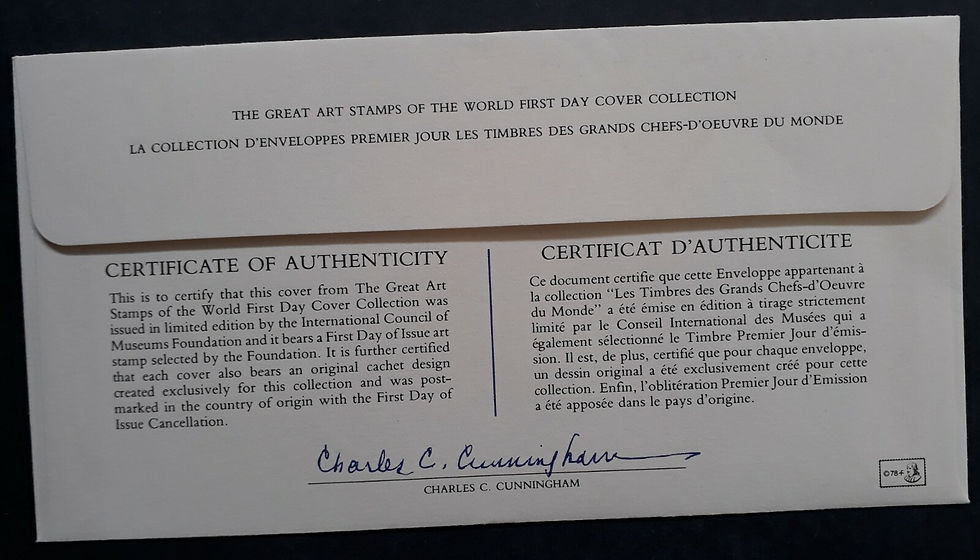 THE GREAT ART STAMPS OF THE WORLD FIRST DAY COVER COLLECTION
LA COLLECTION D'ENVELOPPES PREMIER JOUR LES TIMBRES DES GRANDS CHEFS-D'OEUVRE DU MONDE
CERTIFICATE OF AUTHENTICITY
This is to certify that this cover from The Great Art
Stamps of the World First Day Cover Collection was
issued in limited edition by the International Council of
Museums Foundation and it bears a First Day of Issue art
stamp selected by the Foundation. It is further certified
that each cover also bears an original cachet design
created exclusively for this collection and was post-
marked in the country of origin with the First Day of
Issue Cancellation.
CERTIFICAT D'AUTHENTICITE
Ce document certifie que cette Enveloppe appartenant à
la collection “Les Timbres des Grands Chefs-d'Oeuvre
du Monde” a été émise en édition à tirage strictement
limité par le Conseil International des Musées qui a
également sélectionné le Timbre Premier Jour d'émis-
sion. Il est, de plus, certifié que pour chaque enveloppe,
un dessin original a été exclusivement créé pour cette
collection. Enfin, l'oblitération Premier Jour d'Emission
a été apposée dans le pays d'origine.
Charles C. Cunningham
CHARLES C. CUNNINGHAM
©78+